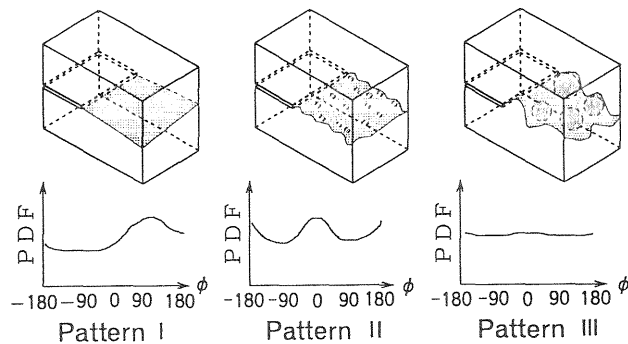 PDF
φ
−180 −90 0 90 180
Pattern I
PDF
φ
−180−90 0 90 180
Pattern II
PDF
φ
−180−90 0 90 180
Pattern III